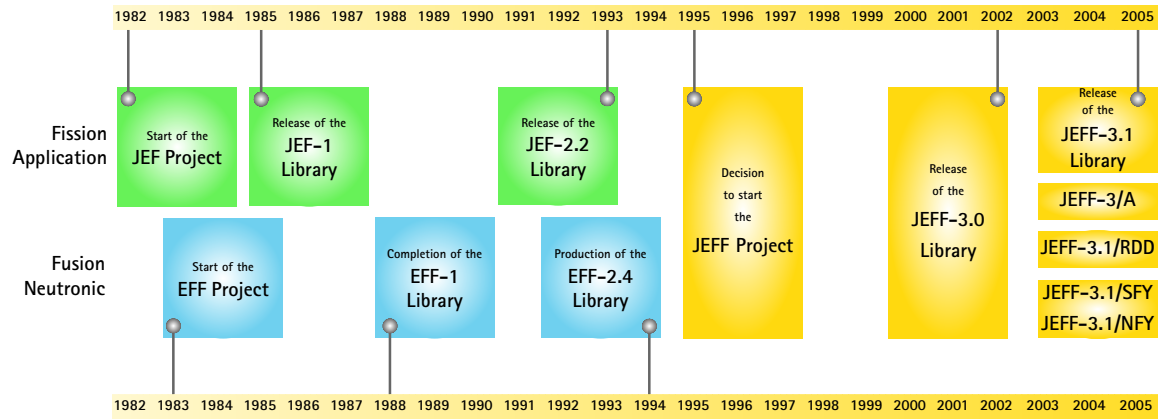 1982 1983 1984 1985 1986 1987 1988 1989 1990 1991 1992 1993 1994 1995 1996 1997 1998 1999 2000 2001 2002 2003 2004 2005
Fission
Application
Start of the
JEF Project
Release of the
JEF-1
Library
Release of the
JEF-2.2
Library
Decision
to start
the
JEFF Project
Release
of the
JEFF-3.0
Library
Release
of the
JEFF-3.1
Library
JEFF-3/A
JEFF-3.1/RDD
JEFF-3.1/SFY
JEFF-3.1/NFY
Fusion
Neutronic
Start of the
EFF Project
Completion of the
EFF-1
Library
Production of the
EFF-2.4
Library
1982 1983 1984 1985 1986 1987 1988 1989 1990 1991 1992 1993 1994 1995 1996 1997 1998 1999 2000 2001 2002 2003 2004 2005